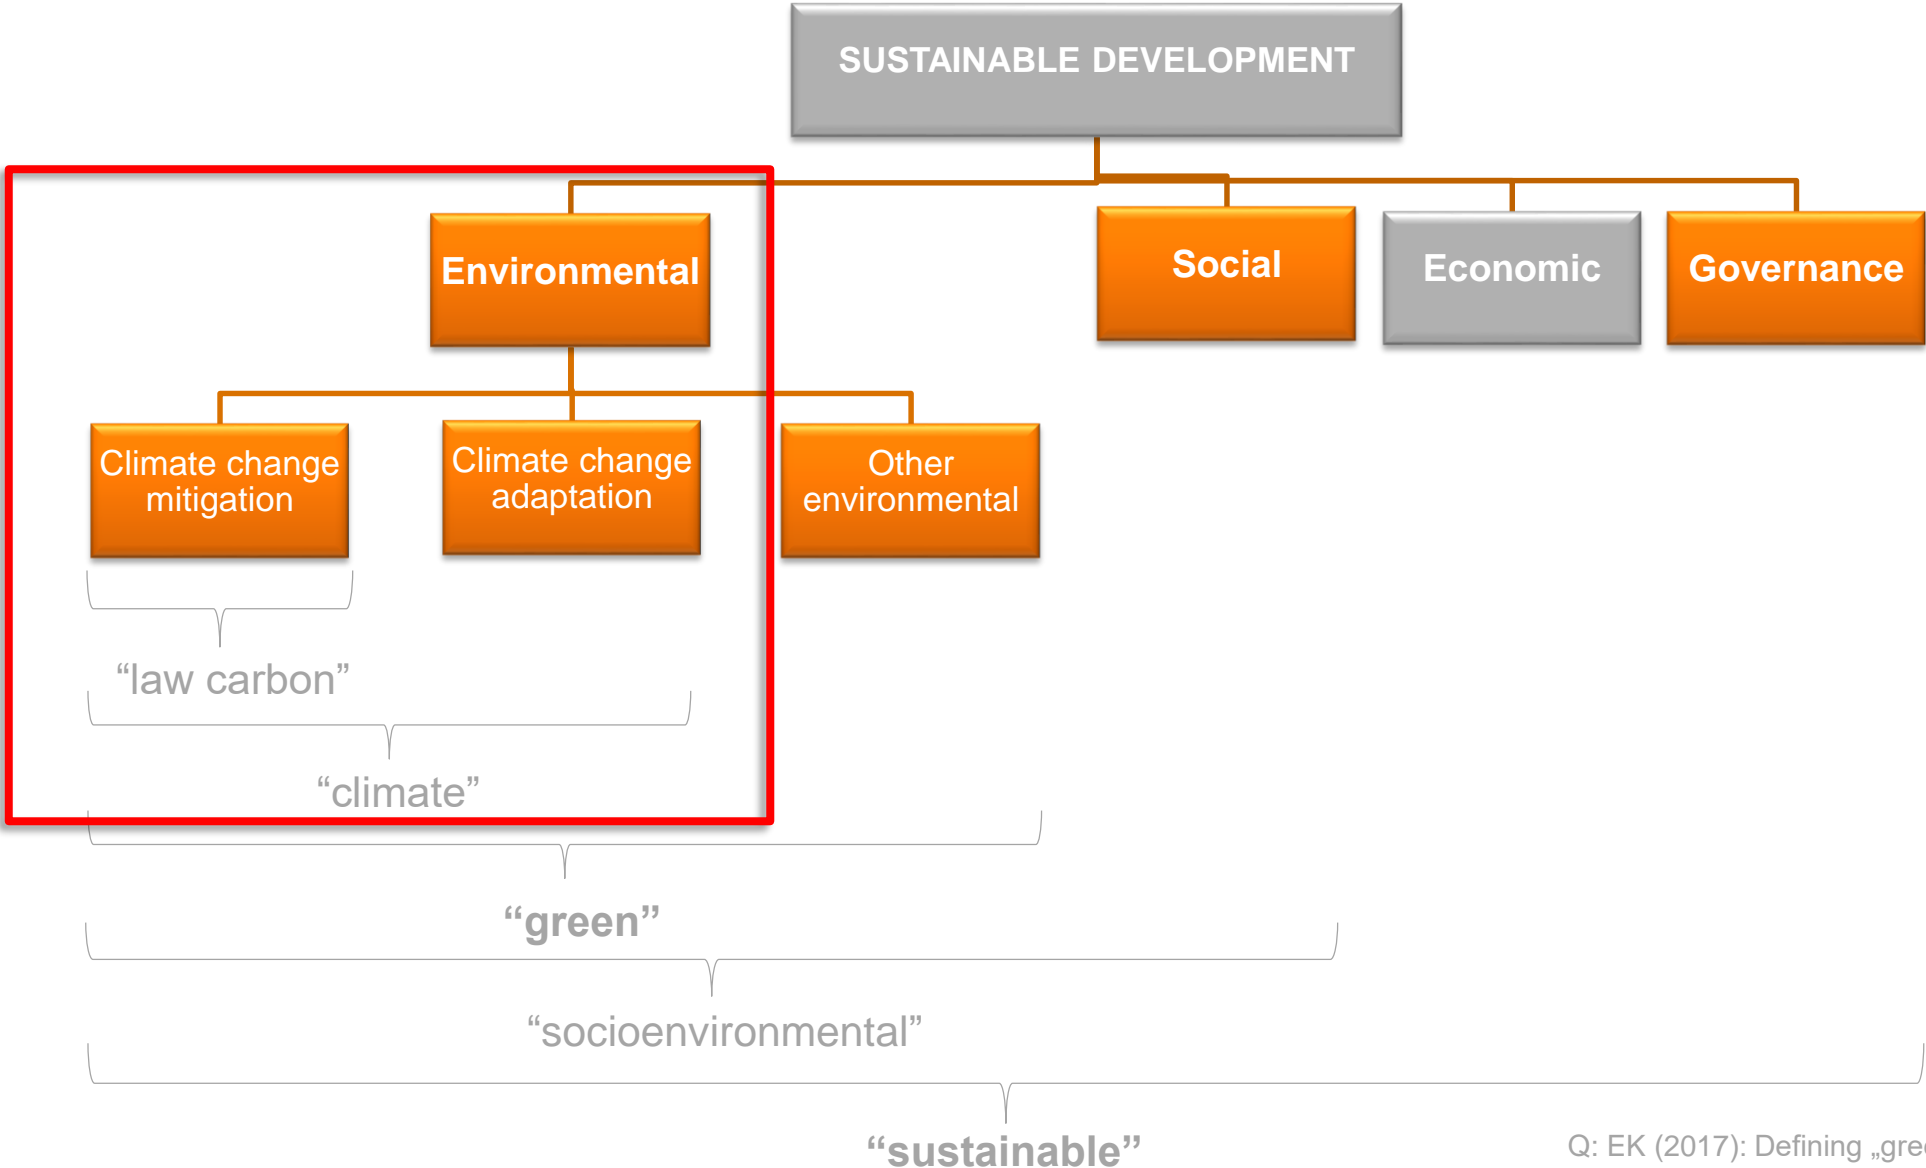 SUSTAINABLE DEVELOPMENT
Environmental
Social
Economic
Governance
Climate change
mitigation
Climate change
adaptation
Other
environmental
“law carbon”
“climate”
“green”
“socioenvironmental”
“sustainable”
Q: EK (2017): Defining „gree